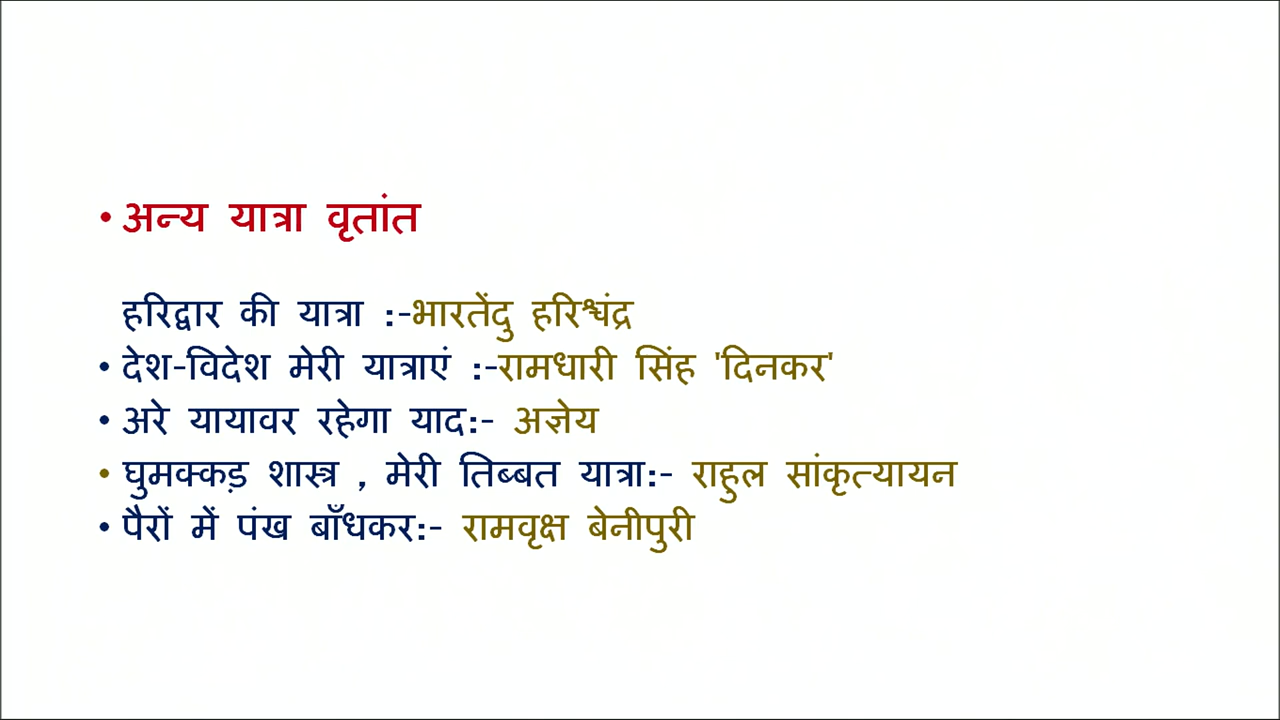 • अन्य यात्रा वृतांत
हरिद्वार की यात्रा :-भारतेंदु हरिश्चंद्र
• देश-विदेश मेरी यात्राएं :-रामधारी सिंह 'दिनकर'
• अरे यायावर रहेगा याद:- अज्ञेय
• घुमक्कड़ शास्त्र , मेरी तिब्बत यात्रा:- राहुल सांकृत्यायन
• पैरों में पंख बाँधकर:- रामवृक्ष बेनीपुरी